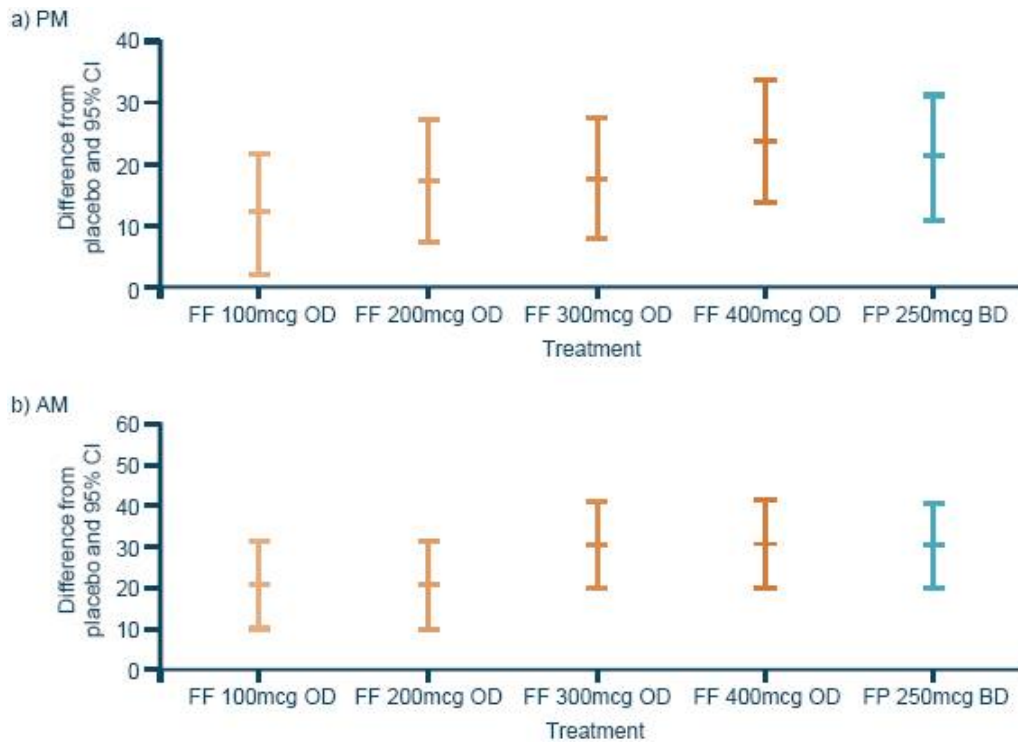 a) PM
Difference from
placebo and 95% CI
40
30
20
10
0
FF 100mcg OD FF 200mcg OD FF 300mcg OD FF 400mcg OD FP 250mcg BD
Treatment
b) AM
Difference from
placebo and 95% CI
60
50
40
30
20
10
0
FF 100mcg OD FF 200mcg OD FF 300mcg OD FF 400mcg OD FP 250mcg BD
Treatment